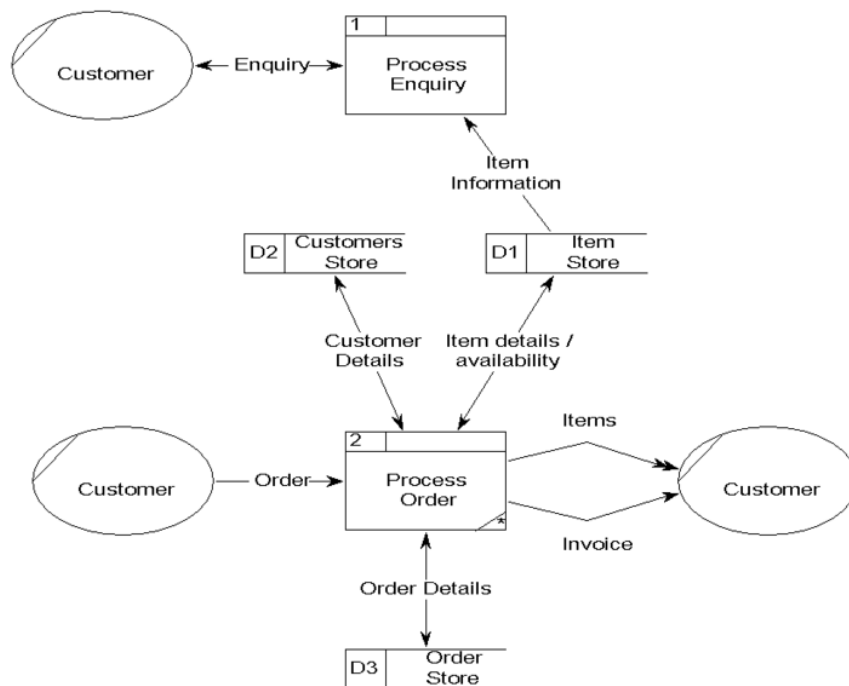 1
Customer
Enquiry
Process
Enquiry
Item
Information
D2
Customers
Store
D1
Item
Store
Customer
Details
Item details /
availability
Items
2
Customer
Order
Process
Order
*
Customer
Invoice
Order Details
D3
Order
Store